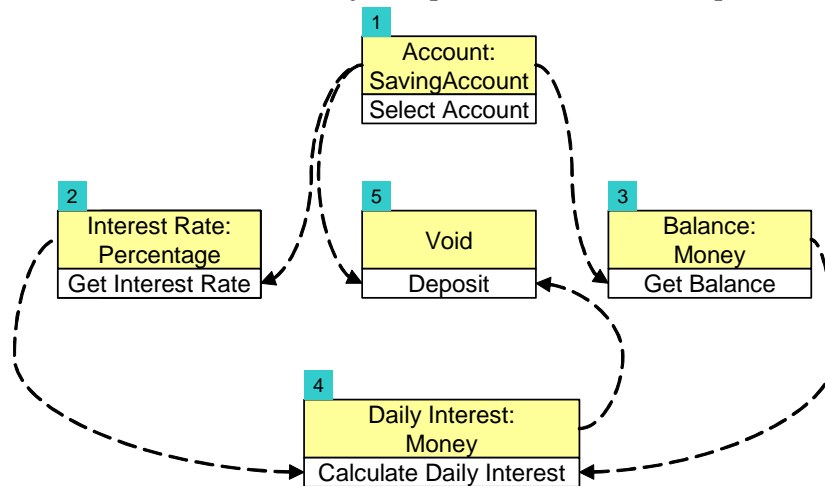 1
Account:
SavingAccount
Select Account
2
Interest Rate:
Percentage
Get Interest Rate
5
Void
Deposit
3
Balance:
Money
Get Balance
4
Daily Interest:
Money
Calculate Daily Interest